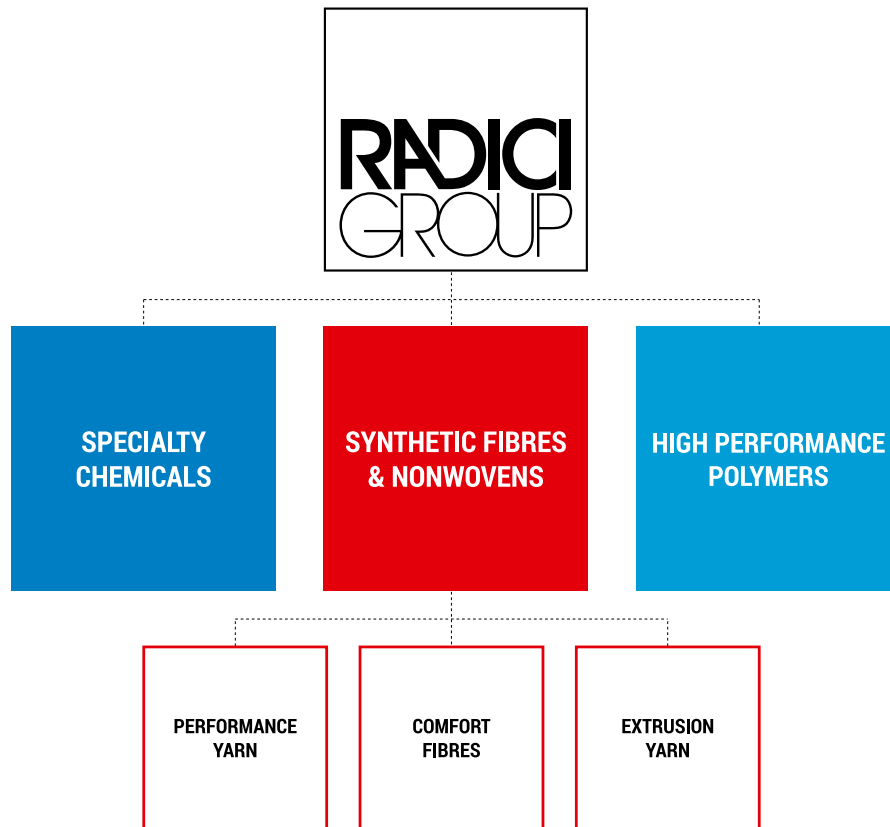 RADICI
GROUP
SPECIALTY
CHEMICALS
SYNTHETIC FIBRES
& NONWOVENS
HIGH PERFORMANCE
POLYMERS
PERFORMANCE
YARN
COMFORT
FIBRES
EXTRUSION
YARN